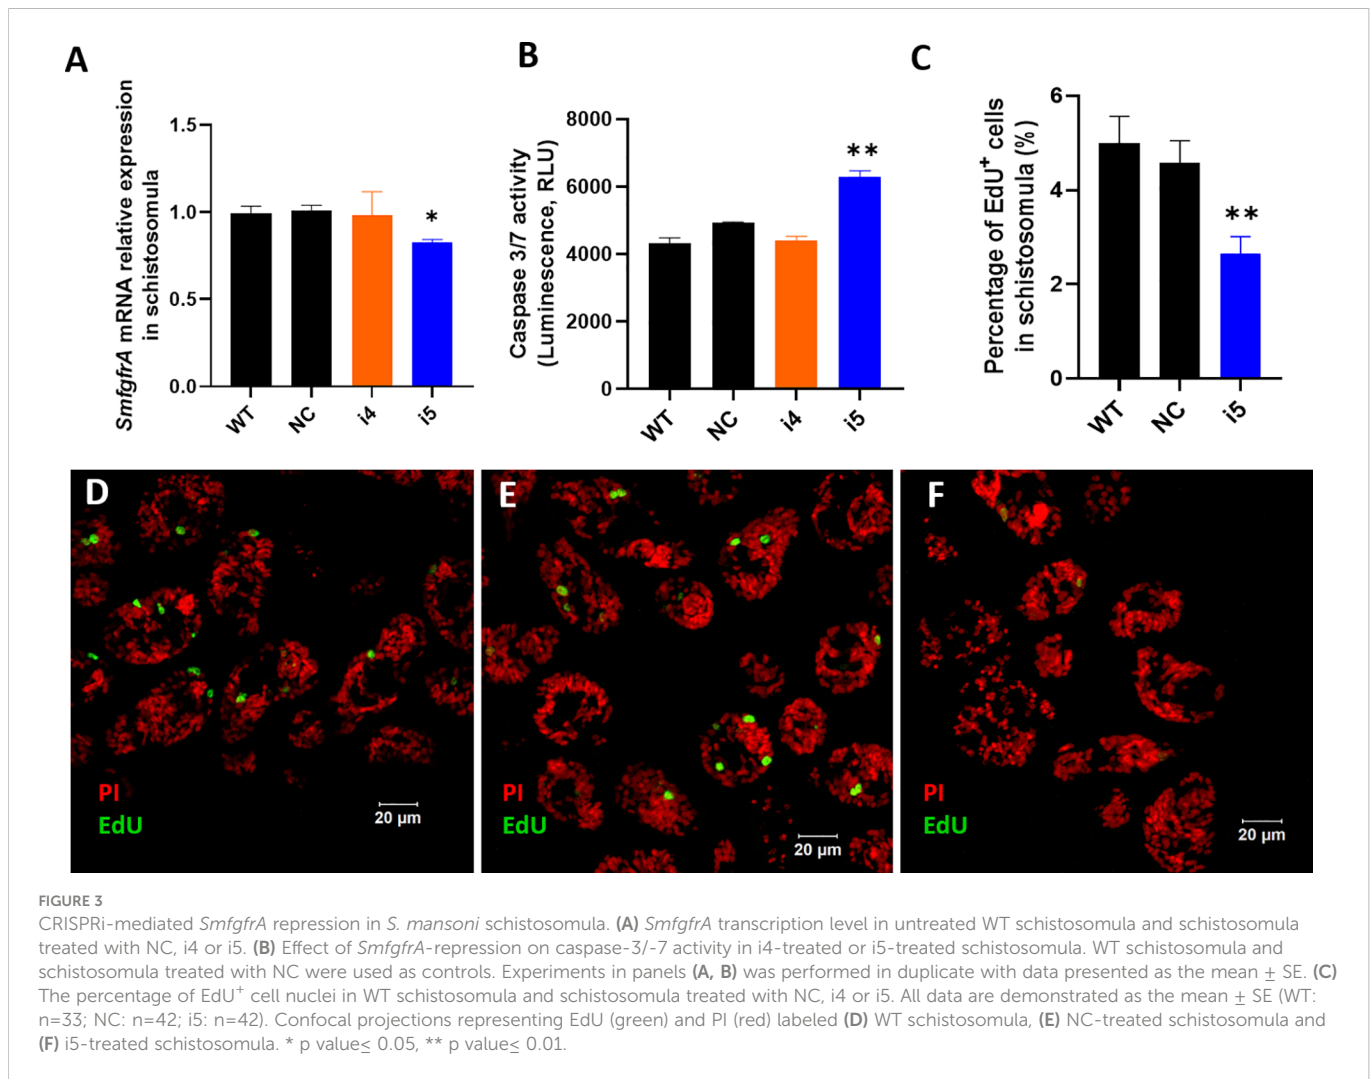 A
SmfgfrA mRNA relative expression
in schistosomula
1.5
1.0
0.5
0.0
*
WT
NC
i4
i5
B
Caspase 3/7 activity
(Luminescence, RLU)
8000
6000
4000
2000
0
**
WT
NC
i4
i5
C
Percentage of EdU⁺ cells
in schistosomula (%)
6
4
2
0
**
WT
NC
i5
D
PI
EdU
20 µm
E
PI
EdU
20 µm
F
PI
EdU
20 µm
FIGURE 3
CRISPRi-mediated SmfgfrA repression in S. mansoni schistosomula. (A) SmfgfrA transcription level in untreated WT schistosomula and schistosomula
treated with NC, i4 or i5. (B) Effect of SmfgfrA-repression on caspase-3/-7 activity in i4-treated or i5-treated schistosomula. WT schistosomula and
schistosomula treated with NC were used as controls. Experiments in panels (A, B) was performed in duplicate with data presented as the mean ± SE. (C)
The percentage of EdU⁺ cell nuclei in WT schistosomula and schistosomula treated with NC, i4 or i5. All data are demonstrated as the mean ± SE (WT:
n=33; NC: n=42; i5: n=42). Confocal projections representing EdU (green) and PI (red) labeled (D) WT schistosomula, (E) NC-treated schistosomula and
(F) i5-treated schistosomula. * p value≤ 0.05, ** p value≤ 0.01.